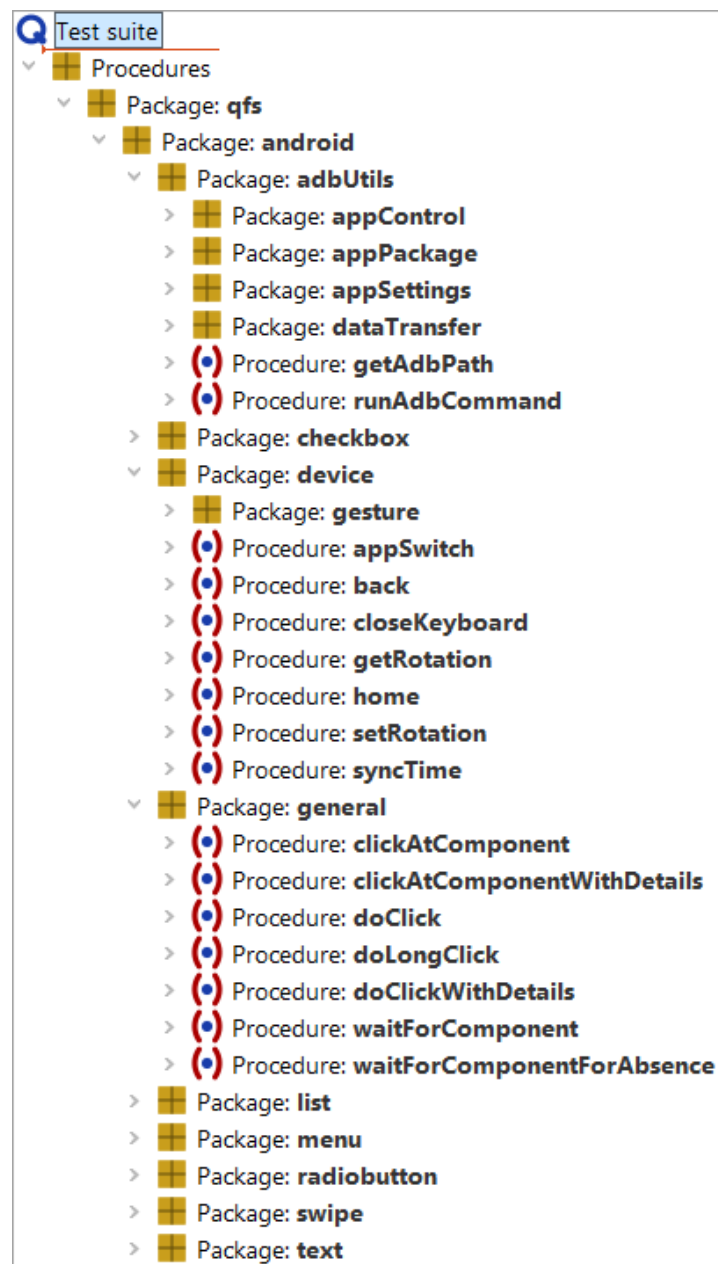 Test suite
Procedures
Package: qfs
Package: android
Package: adbUtils
Package: appControl
Package: appPackage
Package: appSettings
Package: dataTransfer
Procedure: getAdbPath
Procedure: runAdbCommand
Package: checkbox
Package: device
Package: gesture
Procedure: appSwitch
Procedure: back
Procedure: closeKeyboard
Procedure: getRotation
Procedure: home
Procedure: setRotation
Procedure: syncTime
Package: general
Procedure: clickAtComponent
Procedure: clickAtComponentWithDetails
Procedure: doClick
Procedure: doLongClick
Procedure: doClickWithDetails
Procedure: waitForComponent
Procedure: waitForComponentForAbsence
Package: list
Package: menu
Package: radiobutton
Package: swipe
Package: text